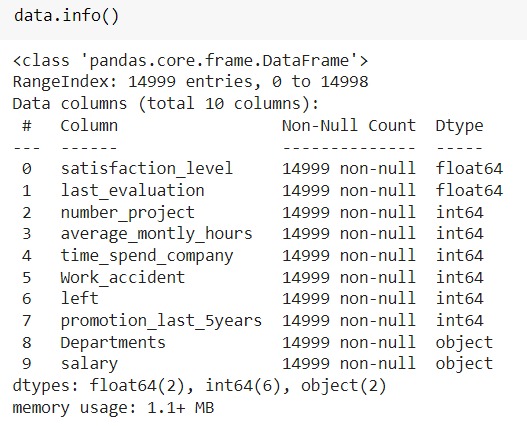 data.info()
<class 'pandas.core.frame.DataFrame'>
RangeIndex: 14999 entries, 0 to 14998
Data columns (total 10 columns):
 #   Column                 Non-Null Count  Dtype
---  ------                 --------------  -----
 0   satisfaction_level     14999 non-null  float64
 1   last_evaluation        14999 non-null  float64
 2   number_project         14999 non-null  int64
 3   average_montly_hours   14999 non-null  int64
 4   time_spend_company     14999 non-null  int64
 5   Work_accident          14999 non-null  int64
 6   left                   14999 non-null  int64
 7   promotion_last_5years  14999 non-null  int64
 8   Departments            14999 non-null  object
 9   salary                 14999 non-null  object
dtypes: float64(2), int64(6), object(2)
memory usage: 1.1+ MB